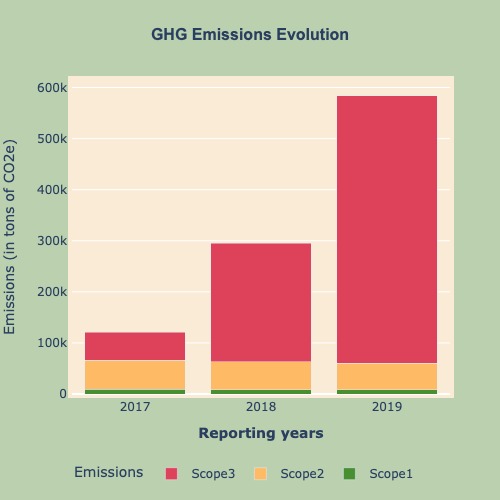 GHG Emissions Evolution
Emissions (in tons of CO2e)
600k
500k
400k
300k
200k
100k
0
2017 2018 2019
Reporting years
Emissions Scope3 Scope2 Scope1